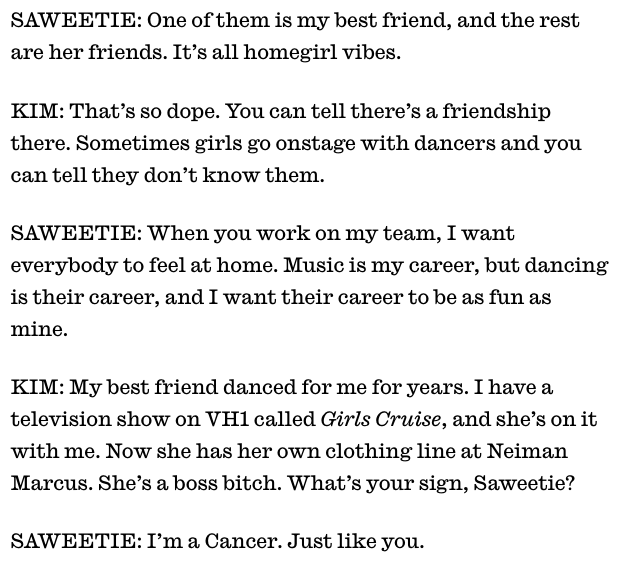 SAWEETIE: One of them is my best friend, and the rest
are her friends. It’s all homegirl vibes.
KIM: That’s so dope. You can tell there’s a friendship
there. Sometimes girls go onstage with dancers and you
can tell they don’t know them.
SAWEETIE: When you work on my team, I want
everybody to feel at home. Music is my career, but dancing
is their career, and I want their career to be as fun as
mine.
KIM: My best friend danced for me for years. I have a
television show on VH1 called Girls Cruise, and she’s on it
with me. Now she has her own clothing line at Neiman
Marcus. She’s a boss bitch. What’s your sign, Saweetie?
SAWEETIE: I’m a Cancer. Just like you.